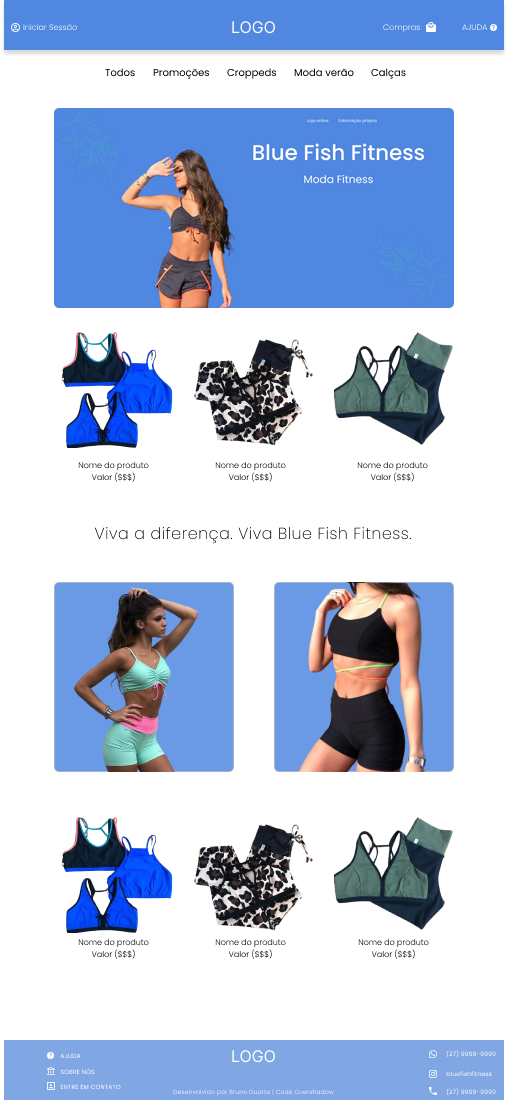 Iniciar Sessão
LOGO
Compras
AJUDA
Todos Promoções Croppeds Moda verão Calças
Loja online Fabricação própria
Blue Fish Fitness
Moda Fitness
Nome do produto
Valor (S$$)
Nome do produto
Valor (S$$)
Nome do produto
Valor (S$$)
Viva a diferença. Viva Blue Fish Fitness.
Nome do produto
Valor (S$$)
Nome do produto
Valor (S$$)
Nome do produto
Valor (S$$)
AJUDA
SOBRE NÓS
ENTRE EM CONTATO
LOGO
Desenvolvido por Bruno Duarte | Code Overshadow
(27) 9999-9999
bluefishfitness
(27) 9999-9999